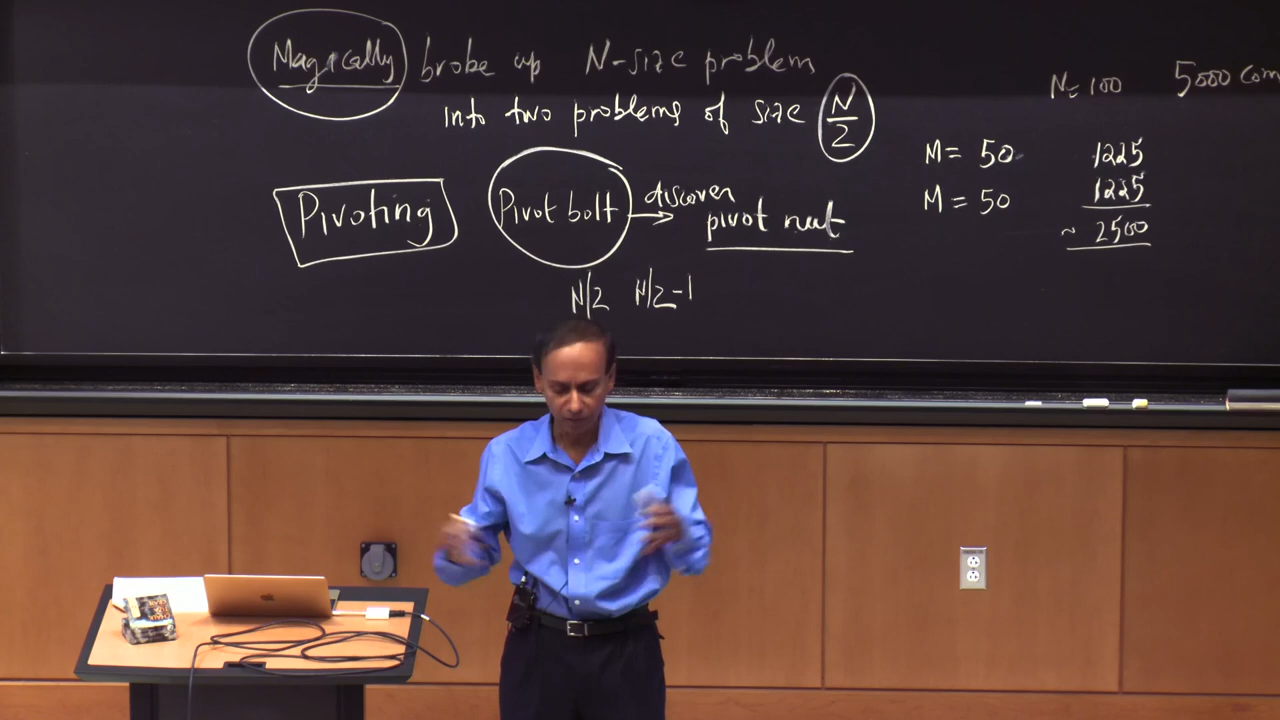 Magically brobe up N-size problem
into two problems of size N/2
Pivoting
Pivot bolt discover → pivot nut
N/2 N/2-1
N= 100 5000 Com
M= 50 1225
M= 50 1225
~ 2500